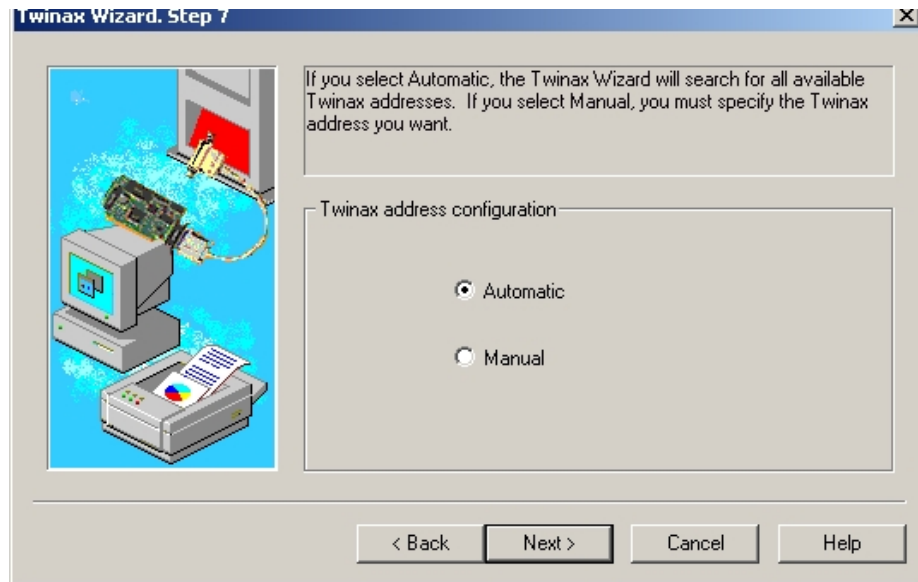 Twinax Wizard. Step 7
If you select Automatic, the Twinax Wizard will search for all available
Twinax addresses. If you select Manual, you must specify the Twinax
address you want.
Twinax address configuration
Automatic
Manual
< Back
Next >
Cancel
Help